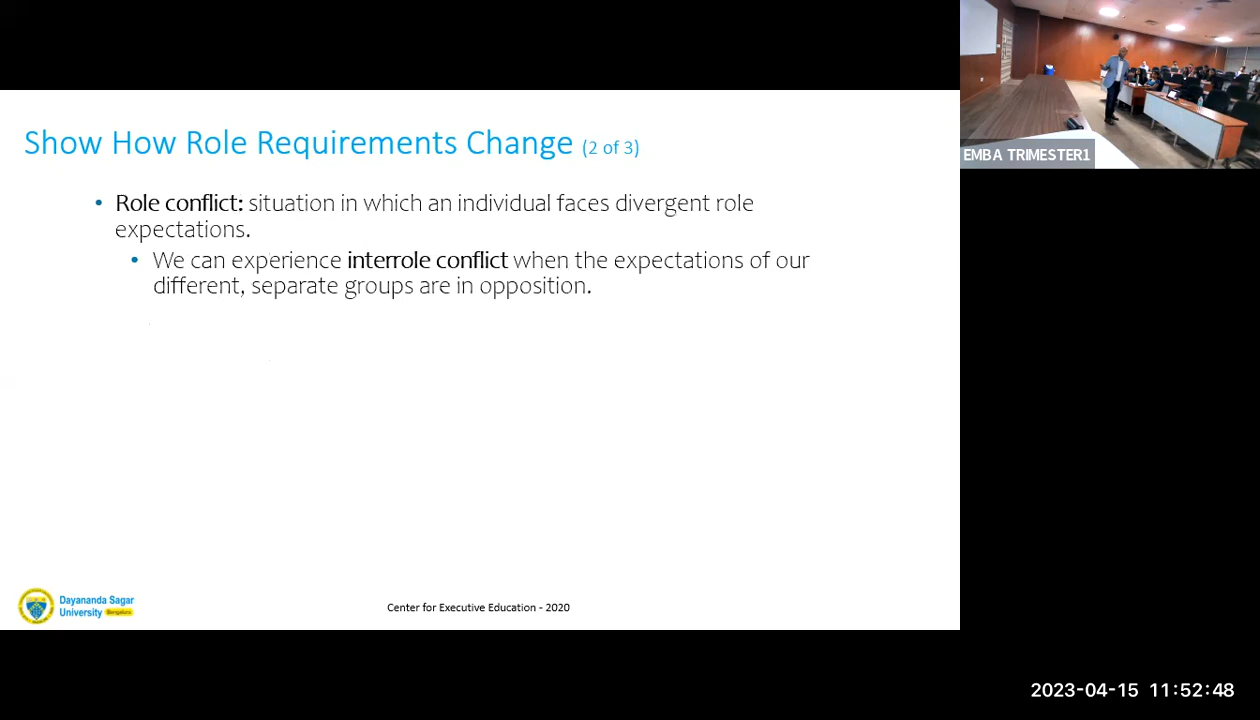 Show How Role Requirements Change (2 of 3)
• Role conflict: situation in which an individual faces divergent role
expectations.
• We can experience interrole conflict when the expectations of our
different, separate groups are in opposition.
Dayananda Sagar
University Bengaluru
Center for Executive Education - 2020
EMBA TRIMESTER1
2023-04-15 11:52:48